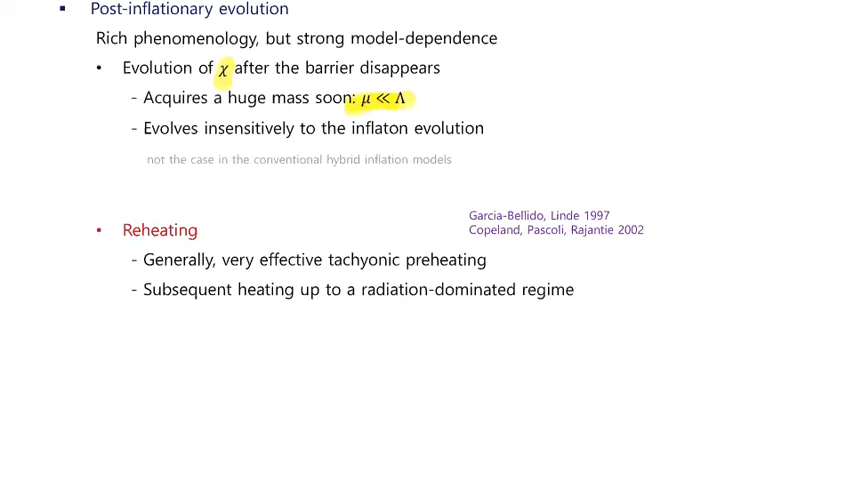 ▪ Post-inflationary evolution
Rich phenomenology, but strong model-dependence
• Evolution of χ after the barrier disappears
- Acquires a huge mass soon: μ ≪ Λ
- Evolves insensitively to the inflaton evolution
not the case in the conventional hybrid inflation models
Garcia-Bellido, Linde 1997
Copeland, Pascoli, Rajantie 2002
• Reheating
- Generally, very effective tachyonic preheating
- Subsequent heating up to a radiation-dominated regime